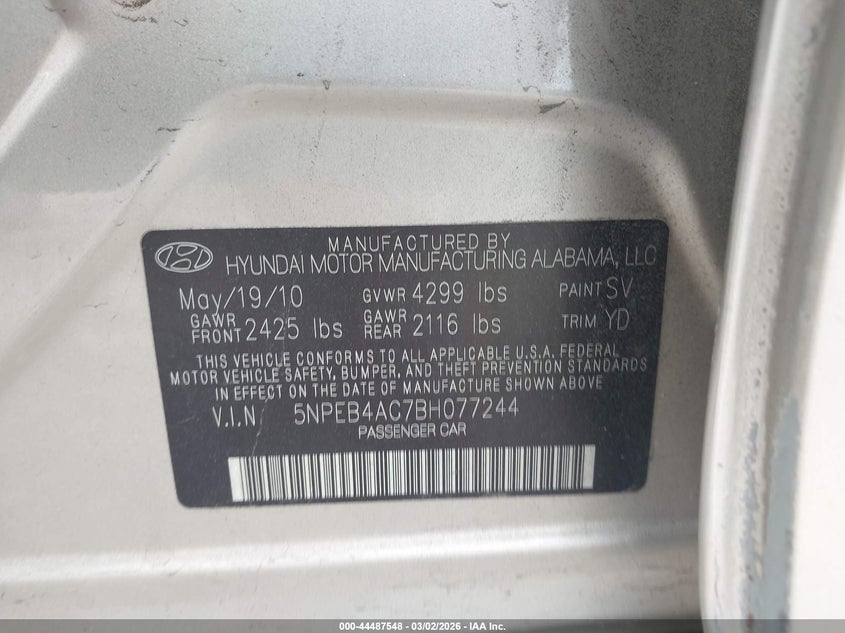 MANUFACTURED BY
HYUNDAI MOTOR MANUFACTURING ALABAMA, LLC
May/19/10 GVWR 4299 lbs PAINT SV
GAWR FRONT 2425 lbs GAWR REAR 2116 lbs TRIM YD
THIS VEHICLE CONFORMS TO ALL APPLICABLE U.S.A. FEDERAL
MOTOR VEHICLE SAFETY, BUMPER, AND THEFT PREVENTION STANDARDS
IN EFFECT ON THE DATE OF MANUFACTURE SHOWN ABOVE.
V.I.N 5NPEB4AC7BH077244
PASSENGER CAR
000-44487548 - 03/02/2026 - IAA Inc.